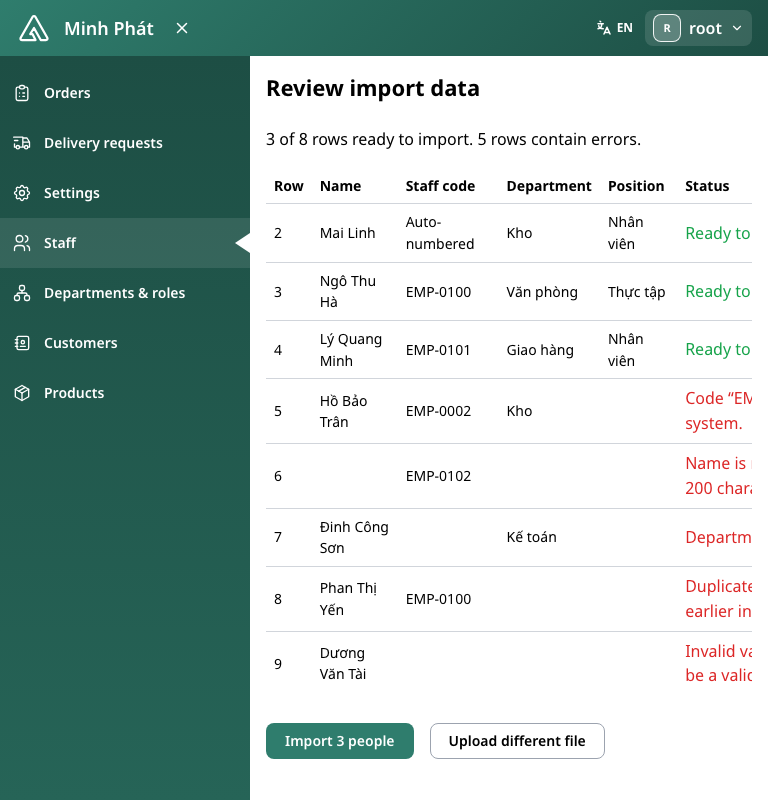 Minh Phát
EN
R
root
Orders
Delivery requests
Settings
Staff
Departments & roles
Customers
Products
Review import data
3 of 8 rows ready to import. 5 rows contain errors.
Row Name Staff code Department Position Status
2 Mai Linh Auto-numbered Kho Nhân viên Ready to
3 Ngô Thu Hà EMP-0100 Văn phòng Thực tập Ready to
4 Lý Quang Minh EMP-0101 Giao hàng Nhân viên Ready to
5 Hồ Bảo Trân EMP-0002 Kho Code “EM
system.
6 EMP-0102 Name is
200 chara
7 Đinh Công Sơn Kế toán Departm
8 Phan Thị Yến EMP-0100 Duplicate
earlier in
9 Dương Văn Tài Invalid va
be a valid
Import 3 people
Upload different file